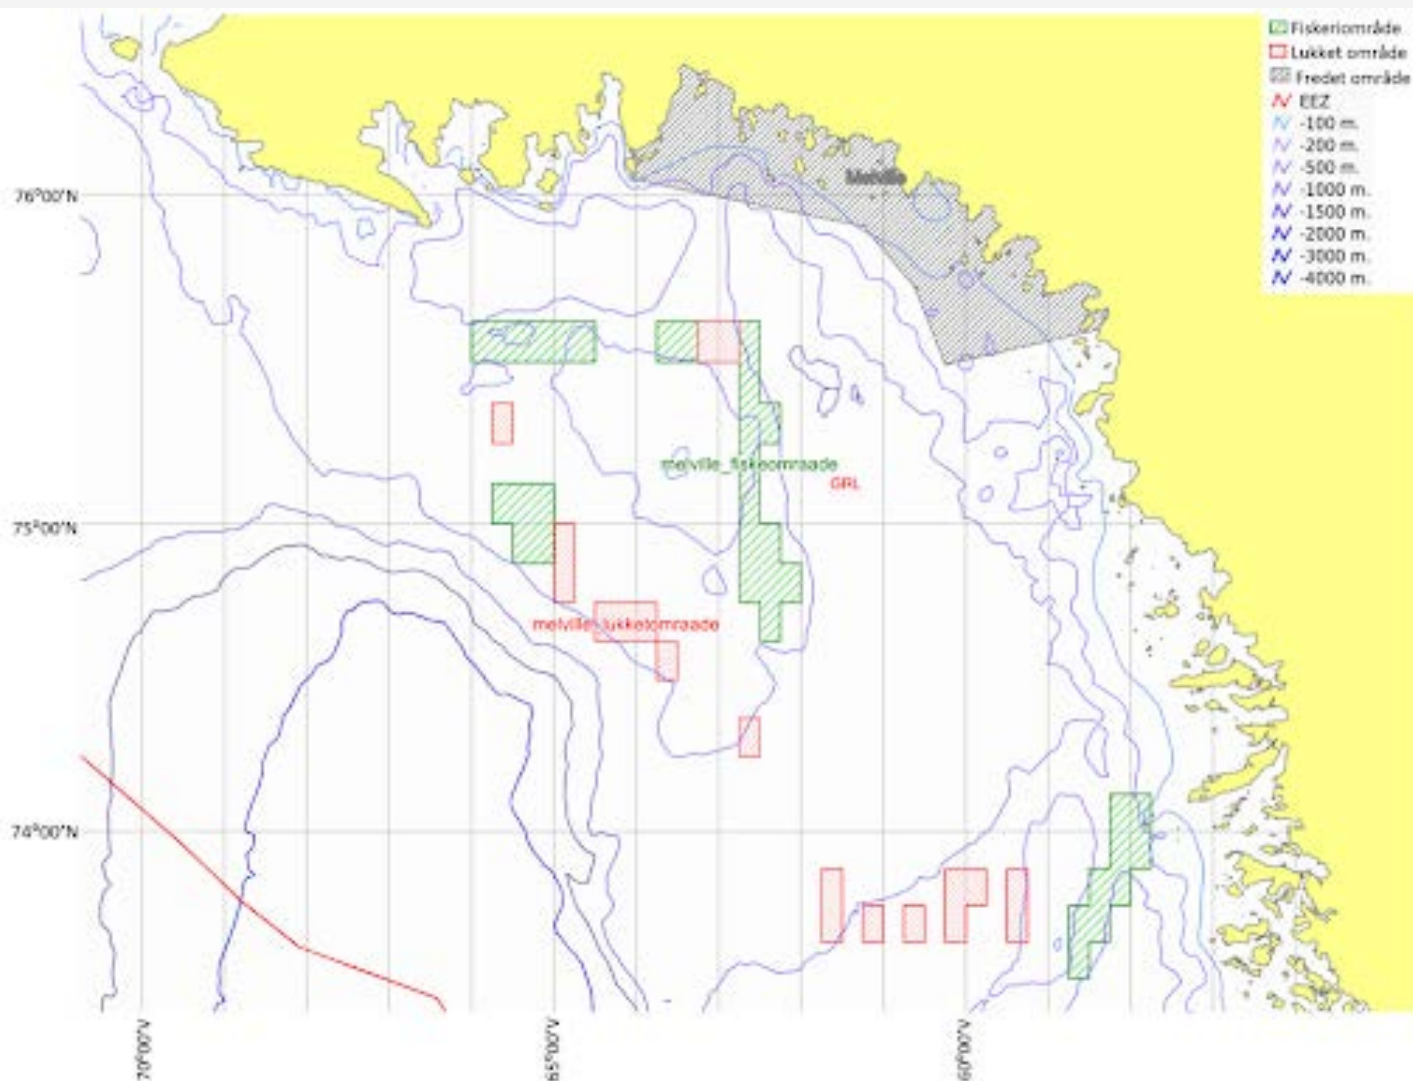 Fiskeriområde
Lukket område
Fredet område
EEZ
-100 m.
-200 m.
-500 m.
-1000 m.
-1500 m.
-2000 m.
-3000 m.
-4000 m.
Melville
76°00'N
melville_fiskeomraade
GRL
75°00'N
melville_lukketomraade
74°00'N
70°00'V
65°00'V
60°00'V